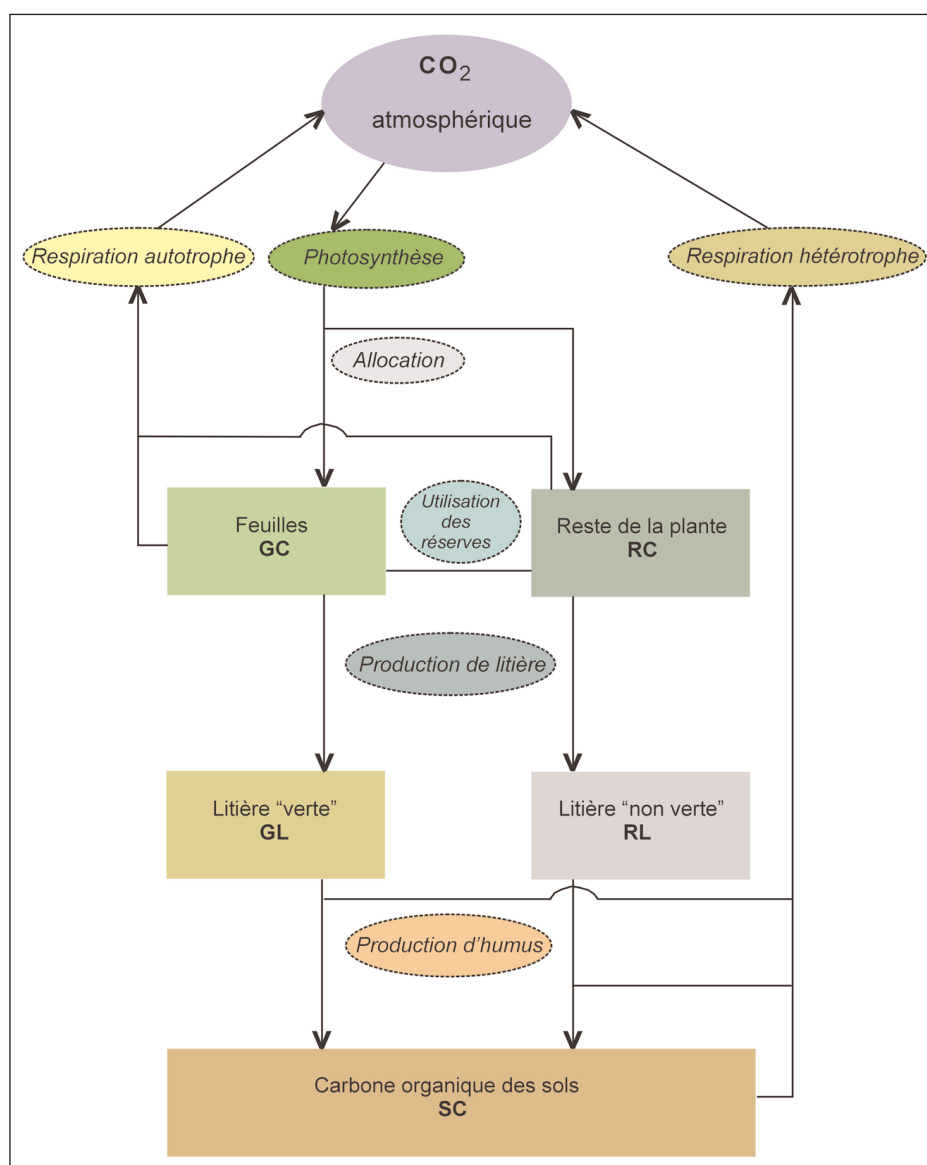 CO2
atmosphérique
Respiration autotrophe
Photosynthèse
Respiration hétérotrophe
Allocation
Feuilles
GC
Utilisation
des
réserves
Reste de la plante
RC
Production de litière
Litière “verte”
GL
Litière “non verte”
RL
Production d’humus
Carbone organique des sols
SC